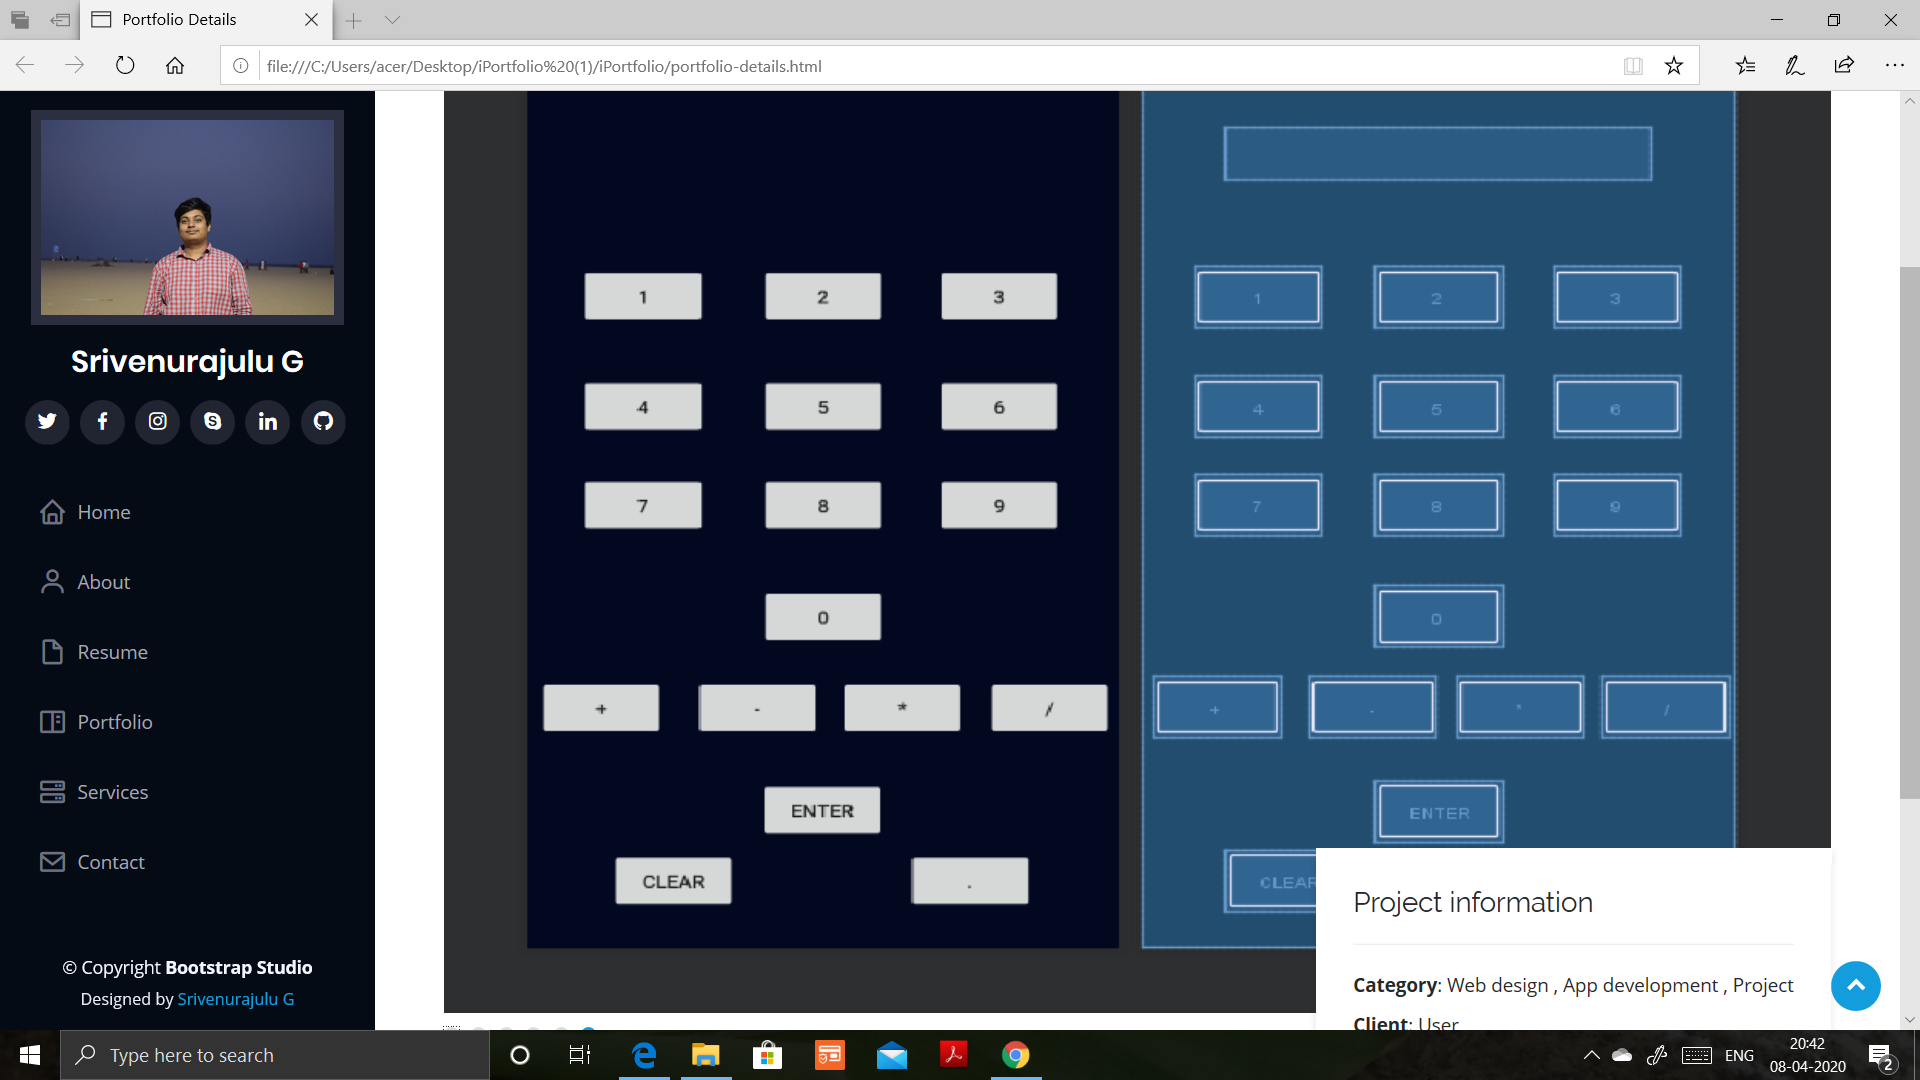 Portfolio Details
file:///C:/Users/acer/Desktop/iPortfolio%20(1)/iPortfolio/portfolio-details.html
Srivenurajulu G
Home
About
Resume
Portfolio
Services
Contact
© Copyright Bootstrap Studio
Designed by Srivenurajulu G
1 2 3
4 5 6
7 8 9
0
+ - * /
ENTER
CLEAR .
1 2 3
4 5 6
7 8 9
0
+ - * /
ENTER
CLEAR
Project information
Category: Web design , App development , Project
Client: User
Type here to search
ENG
20:42
08-04-2020
2